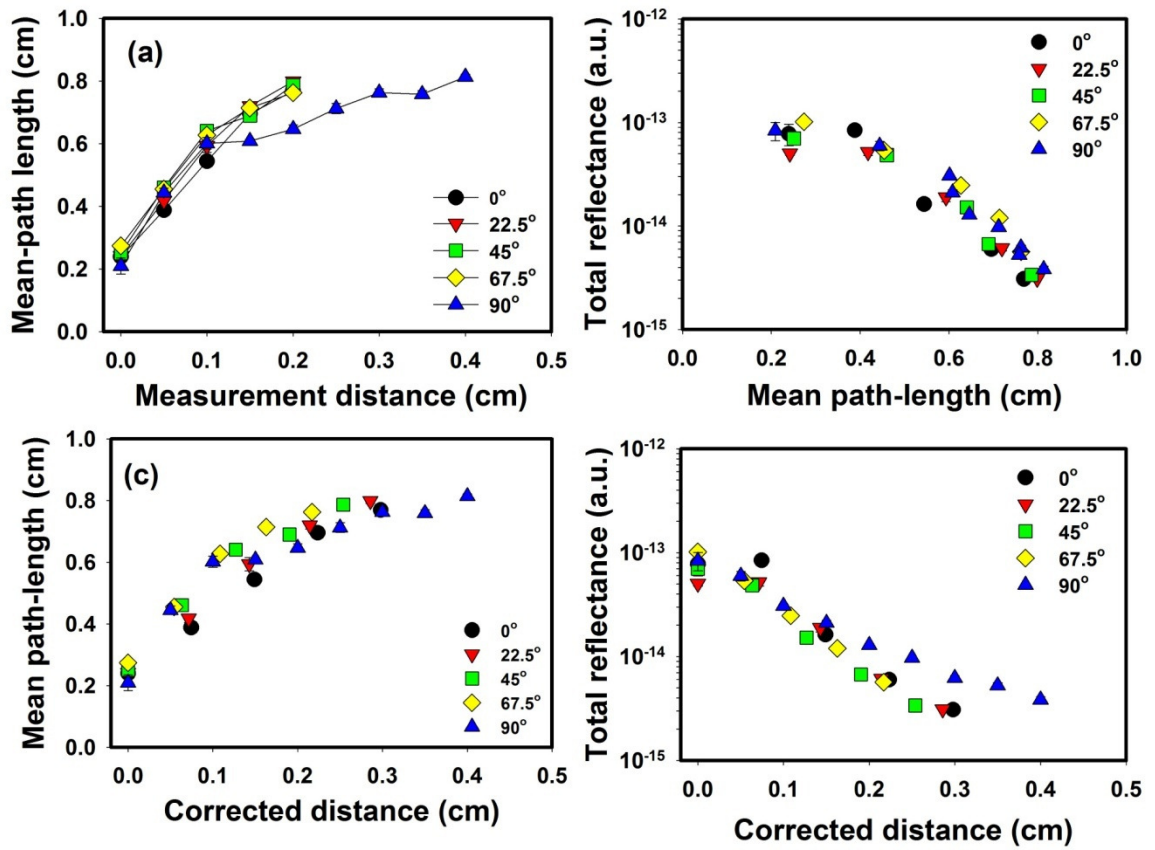 (a)
Mean-path length (cm)
1.0
0.8
0.6
0.4
0.2
0.0
0°
22.5°
45°
67.5°
90°
0.0 0.1 0.2 0.3 0.4 0.5
Measurement distance (cm)
Total reflectance (a.u.)
10-12
10-13
10-14
10-15
0°
22.5°
45°
67.5°
90°
0.0 0.2 0.4 0.6 0.8 1.0
Mean path-length (cm)
(c)
Mean path-length (cm)
1.0
0.8
0.6
0.4
0.2
0.0
0°
22.5°
45°
67.5°
90°
0.0 0.1 0.2 0.3 0.4 0.5
Corrected distance (cm)
Total reflectance (a.u.)
10-12
10-13
10-14
10-15
0°
22.5°
45°
67.5°
90°
0.0 0.1 0.2 0.3 0.4 0.5
Corrected distance (cm)